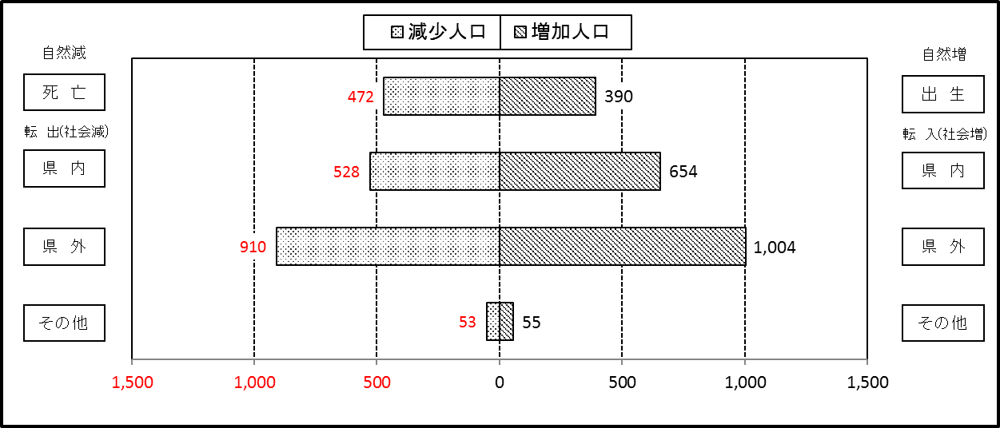 減少人口 増加人口
自然減 自然増
死 亡 472 390 出 生
転 出(社会減) 転 入(社会増)
県 内 528 654 県 内
県 外 910 1,004 県 外
その他 53 55 その他
1,500 1,000 500 0 500 1,000 1,500